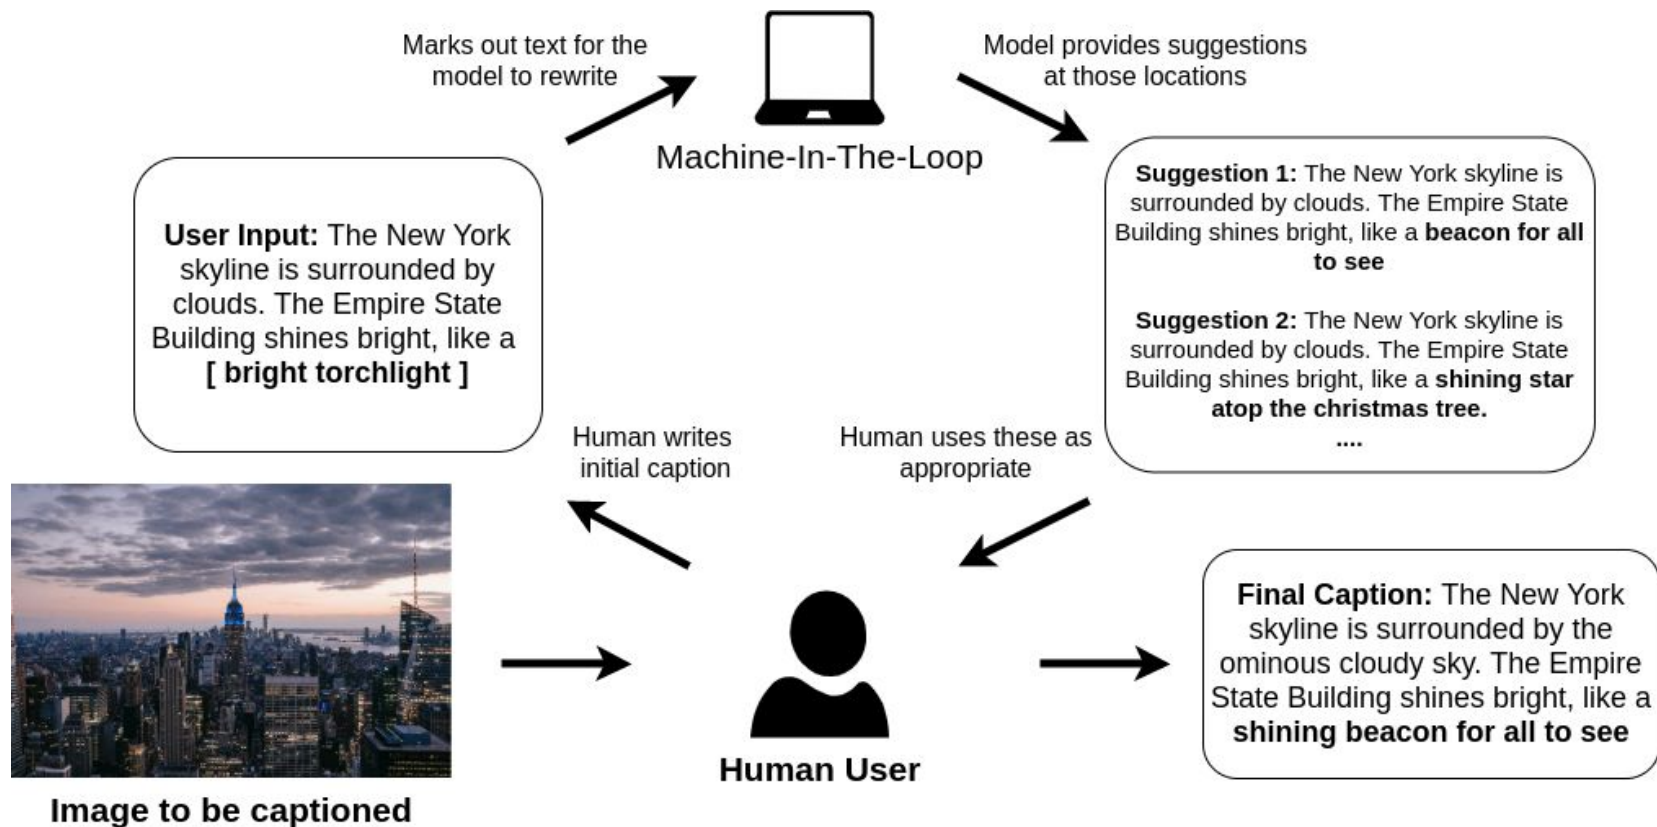 Marks out text for the
model to rewrite
Model provides suggestions
at those locations
Machine-In-The-Loop
User Input: The New York
skyline is surrounded by
clouds. The Empire State
Building shines bright, like a
[ bright torchlight ]
Suggestion 1: The New York skyline is
surrounded by clouds. The Empire State
Building shines bright, like a beacon for all
to see
Suggestion 2: The New York skyline is
surrounded by clouds. The Empire State
Building shines bright, like a shining star
atop the christmas tree.
....
Human writes
initial caption
Human uses these as
appropriate
Final Caption: The New York
skyline is surrounded by the
ominous cloudy sky. The Empire
State Building shines bright, like a
shining beacon for all to see
Human User
Image to be captioned